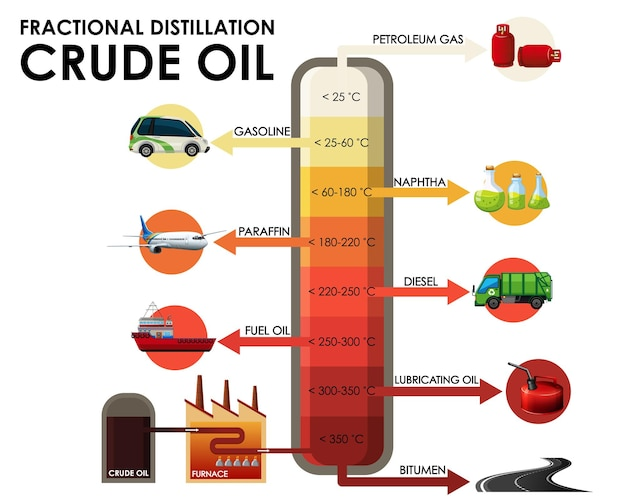 FRACTIONAL DISTILLATION
CRUDE OIL
PETROLEUM GAS
< 25 °C
GASOLINE
< 25-60 °C
NAPHTHA
< 60-180 °C
PARAFFIN
< 180-220 °C
DIESEL
< 220-250 °C
FUEL OIL
< 250-300 °C
LUBRICATING OIL
< 300-350 °C
< 350 °C
BITUMEN
CRUDE OIL
FURNACE